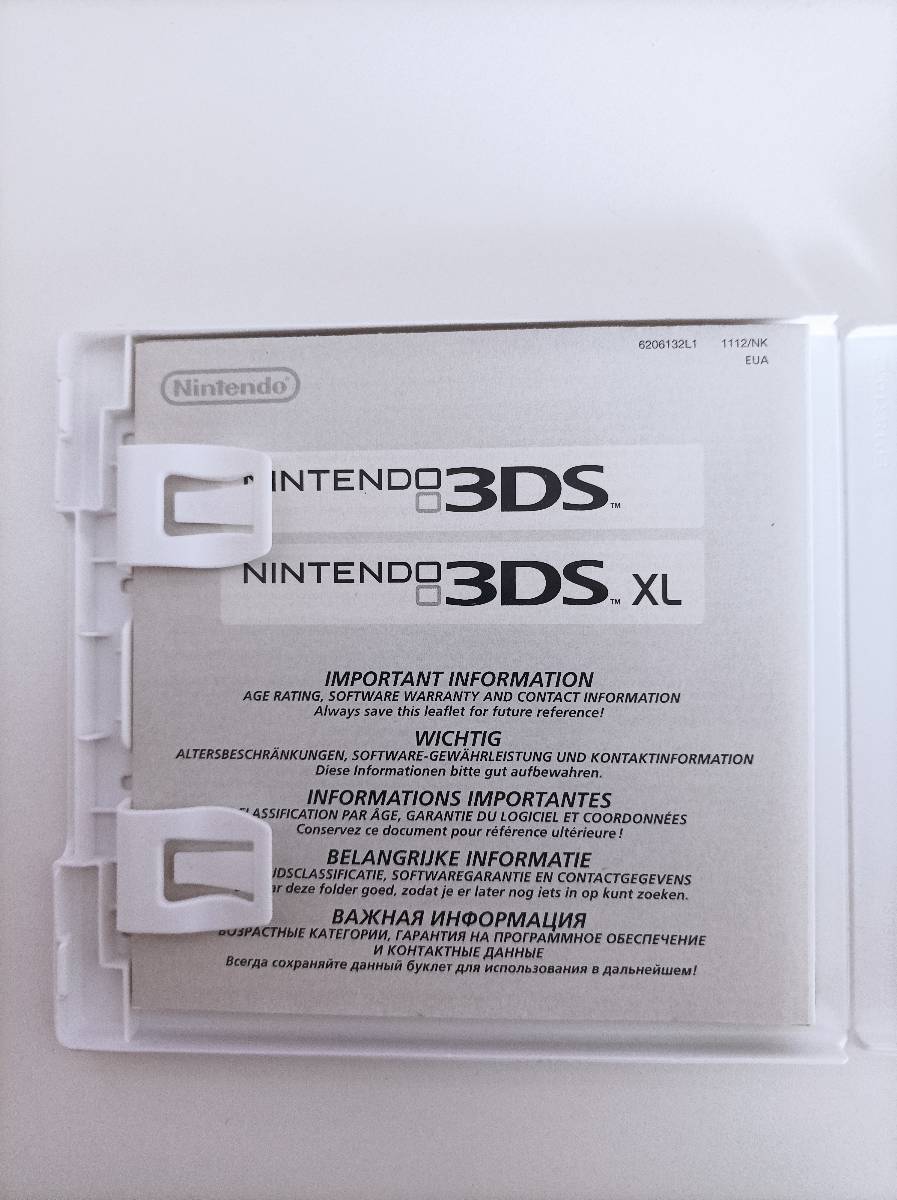 6206132L1 1112/NK
EUA
Nintendo®
NINTENDO 3DS™
NINTENDO 3DS™ XL
IMPORTANT INFORMATION
AGE RATING, SOFTWARE WARRANTY AND CONTACT INFORMATION
Always save this leaflet for future reference!
WICHTIG
ALTERSBESCHRÄNKUNGEN, SOFTWARE-GEWÄHRLEISTUNG UND KONTAKTINFORMATION
Diese Informationen bitte gut aufbewahren.
INFORMATIONS IMPORTANTES
CLASSIFICATION PAR ÂGE, GARANTIE DU LOGICIEL ET COORDONNÉES
Conservez ce document pour référence ultérieure !
BELANGRIJKE INFORMATIE
SOFTWAREGARANTIE EN CONTACTGEGEVENS
deze folder goed, zodat je er later nog iets in op kunt zoeken.
ВАЖНАЯ ИНФОРМАЦИЯ
ВОЗРАСТНЫЕ КАТЕГОРИИ, ГАРАНТИЯ НА ПРОГРАММНОЕ ОБЕСПЕЧЕНИЕ
И КОНТАКТНЫЕ ДАННЫЕ
Всегда сохраняйте данный буклет для использования в дальнейшем!